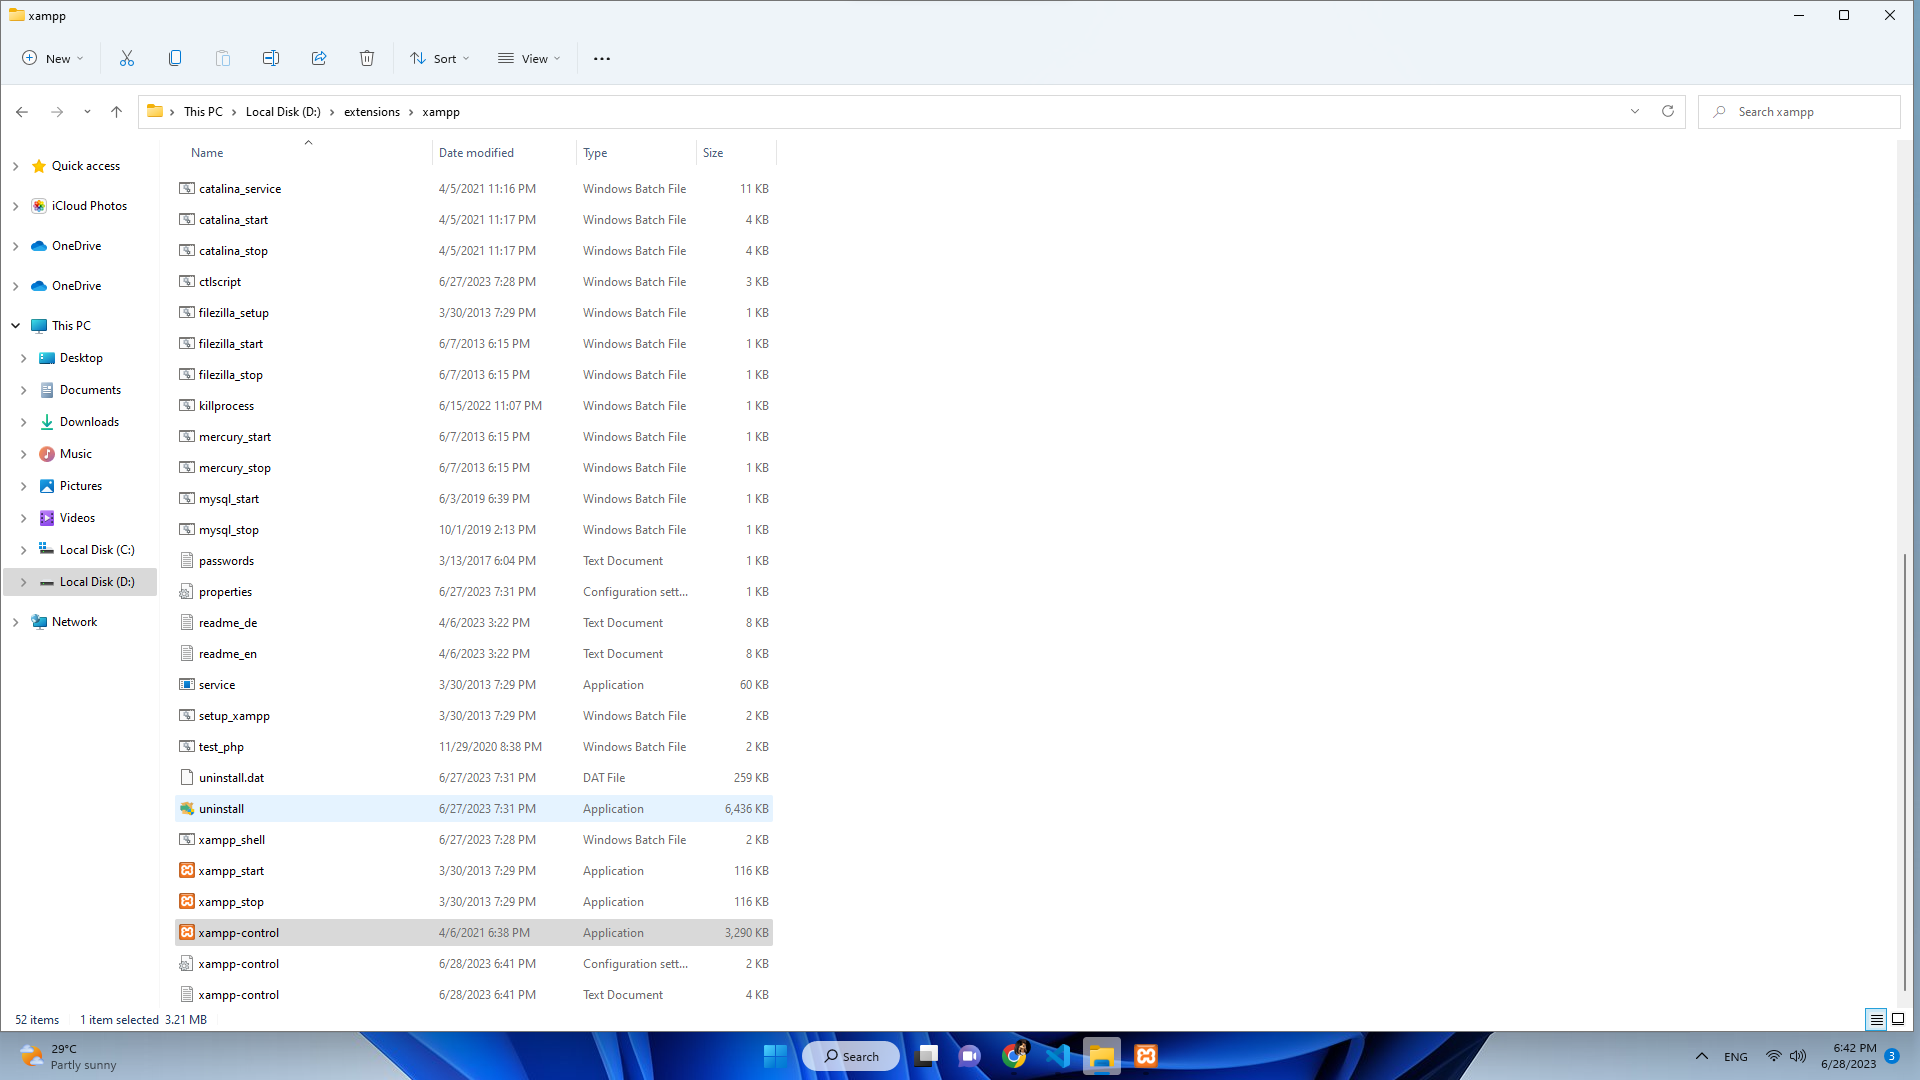 xampp
New
Sort
View
This PC
Local Disk (D:)
extensions
xampp
Search xampp
Quick access
iCloud Photos
OneDrive
OneDrive
This PC
Desktop
Documents
Downloads
Music
Pictures
Videos
Local Disk (C:)
Local Disk (D:)
Network
Name Date modified Type Size
catalina_service 4/5/2021 11:16 PM Windows Batch File 11 KB
catalina_start 4/5/2021 11:17 PM Windows Batch File 4 KB
catalina_stop 4/5/2021 11:17 PM Windows Batch File 4 KB
ctlscript 6/27/2023 7:28 PM Windows Batch File 3 KB
filezilla_setup 3/30/2013 7:29 PM Windows Batch File 1 KB
filezilla_start 6/7/2013 6:15 PM Windows Batch File 1 KB
filezilla_stop 6/7/2013 6:15 PM Windows Batch File 1 KB
killprocess 6/15/2022 11:07 PM Windows Batch File 1 KB
mercury_start 6/7/2013 6:15 PM Windows Batch File 1 KB
mercury_stop 6/7/2013 6:15 PM Windows Batch File 1 KB
mysql_start 6/3/2019 6:39 PM Windows Batch File 1 KB
mysql_stop 10/1/2019 2:13 PM Windows Batch File 1 KB
passwords 3/13/2017 6:04 PM Text Document 1 KB
properties 6/27/2023 7:31 PM Configuration sett... 1 KB
readme_de 4/6/2023 3:22 PM Text Document 8 KB
readme_en 4/6/2023 3:22 PM Text Document 8 KB
service 3/30/2013 7:29 PM Application 60 KB
setup_xampp 3/30/2013 7:29 PM Windows Batch File 2 KB
test_php 11/29/2020 8:38 PM Windows Batch File 2 KB
uninstall.dat 6/27/2023 7:31 PM DAT File 259 KB
uninstall 6/27/2023 7:31 PM Application 6,436 KB
xampp_shell 6/27/2023 7:28 PM Windows Batch File 2 KB
xampp_start 3/30/2013 7:29 PM Application 116 KB
xampp_stop 3/30/2013 7:29 PM Application 116 KB
xampp-control 4/6/2021 6:38 PM Application 3,290 KB
xampp-control 6/28/2023 6:41 PM Configuration sett... 2 KB
xampp-control 6/28/2023 6:41 PM Text Document 4 KB
52 items 1 item selected 3.21 MB
29°C
Partly sunny
Search
ENG
6:42 PM
6/28/2023
3